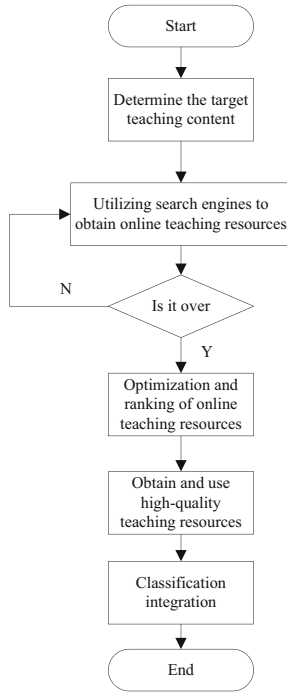 Start
Determine the target
teaching content
Utilizing search engines to
obtain online teaching resources
N
Is it over
Y
Optimization and
ranking of online
teaching resources
Obtain and use
high-quality
teaching resources
Classification
integration
End